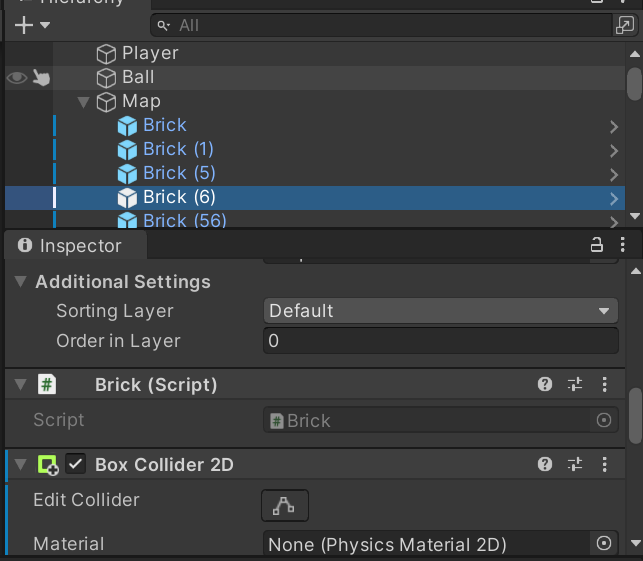 All
Player
Ball
Map
Brick
Brick (1)
Brick (5)
Brick (6)
Brick (56)
Inspector
Additional Settings
Sorting Layer Default
Order in Layer 0
# Brick (Script)
Script # Brick
Box Collider 2D
Edit Collider
Material None (Physics Material 2D)